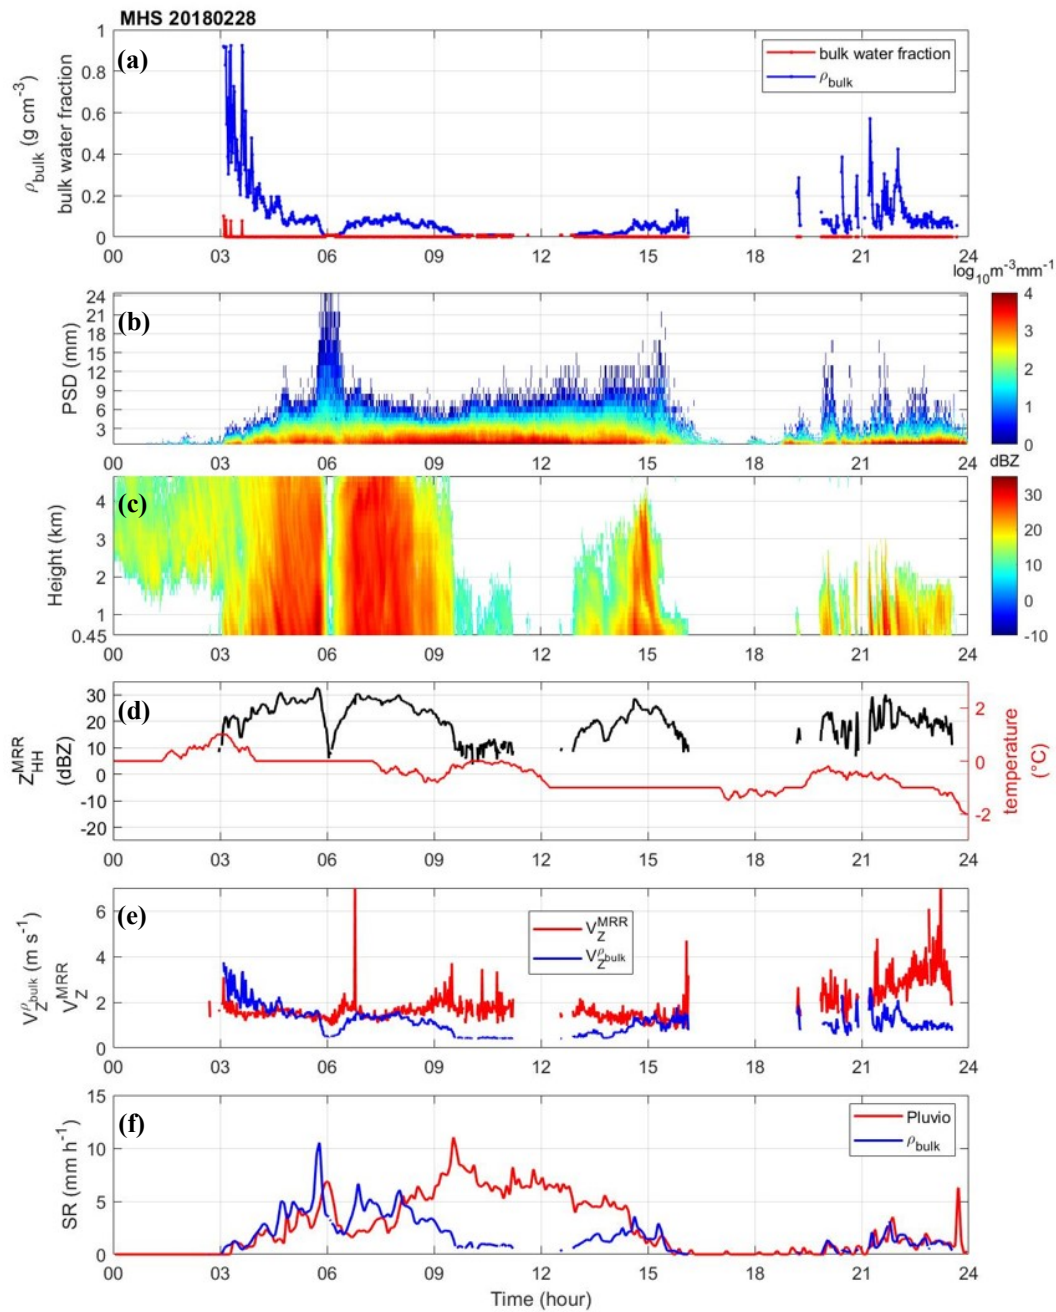 MHS 20180228
(a)
bulk water fraction
ρbulk
ρbulk (g cm-3)
bulk water fraction
1
0.8
0.6
0.4
0.2
0
00 03 06 09 12 15 18 21 24
log10m-3mm-1
(b)
PSD (mm)
24
21
18
15
12
9
6
3
4
3
2
1
0
00 03 06 09 12 15 18 21 24
dBZ
(c)
Height (km)
4
3
2
1
0.45
30
20
10
0
-10
00 03 06 09 12 15 18 21 24
(d)
ZHHMRR
(dBZ)
30
20
10
0
-10
-20
2
0
-2
temperature
(°C)
00 03 06 09 12 15 18 21 24
(e)
VZMRR
VZρbulk
VZρbulk (m s-1)
VZMRR
6
4
2
0
00 03 06 09 12 15 18 21 24
(f)
Pluvio
ρbulk
SR (mm h-1)
15
10
5
0
00 03 06 09 12 15 18 21 24
Time (hour)